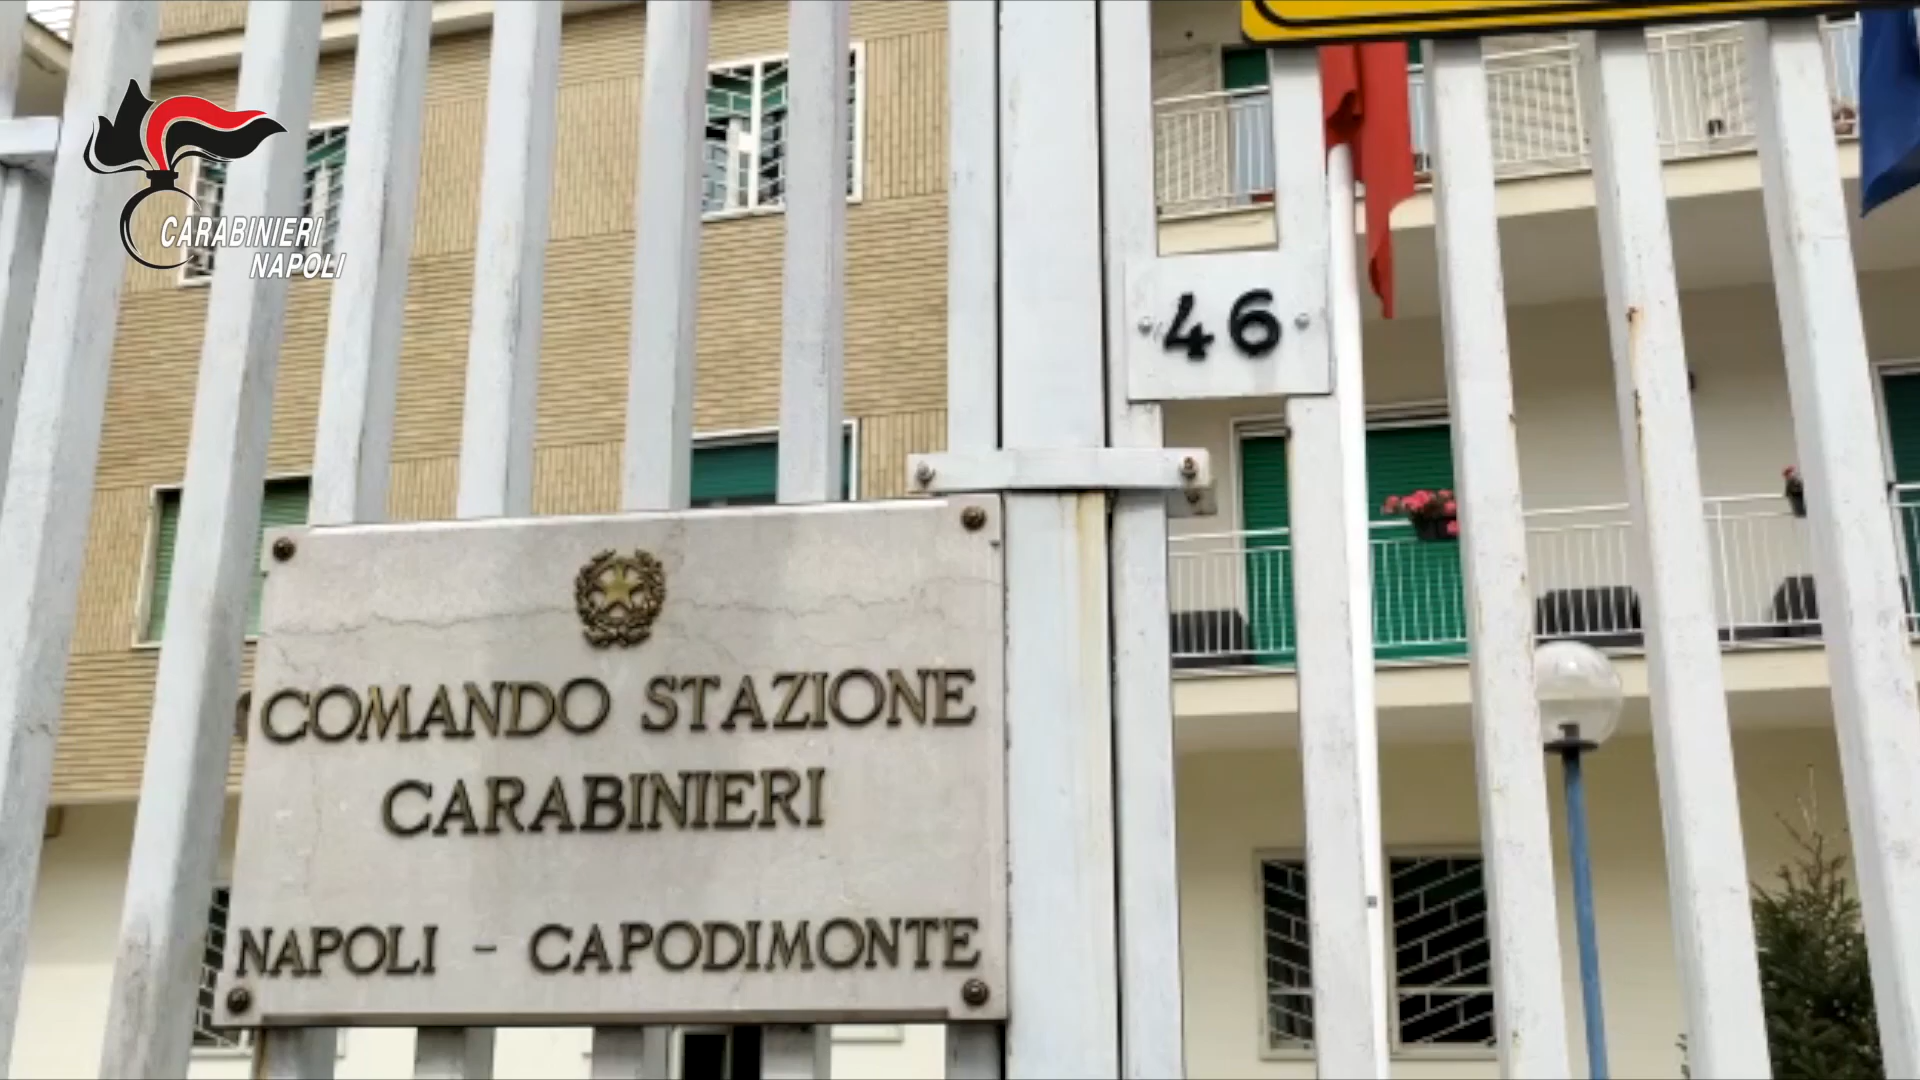 CARABINIERI
NAPOLI
46
COMANDO STAZIONE
CARABINIERI
NAPOLI - CAPODIMONTE